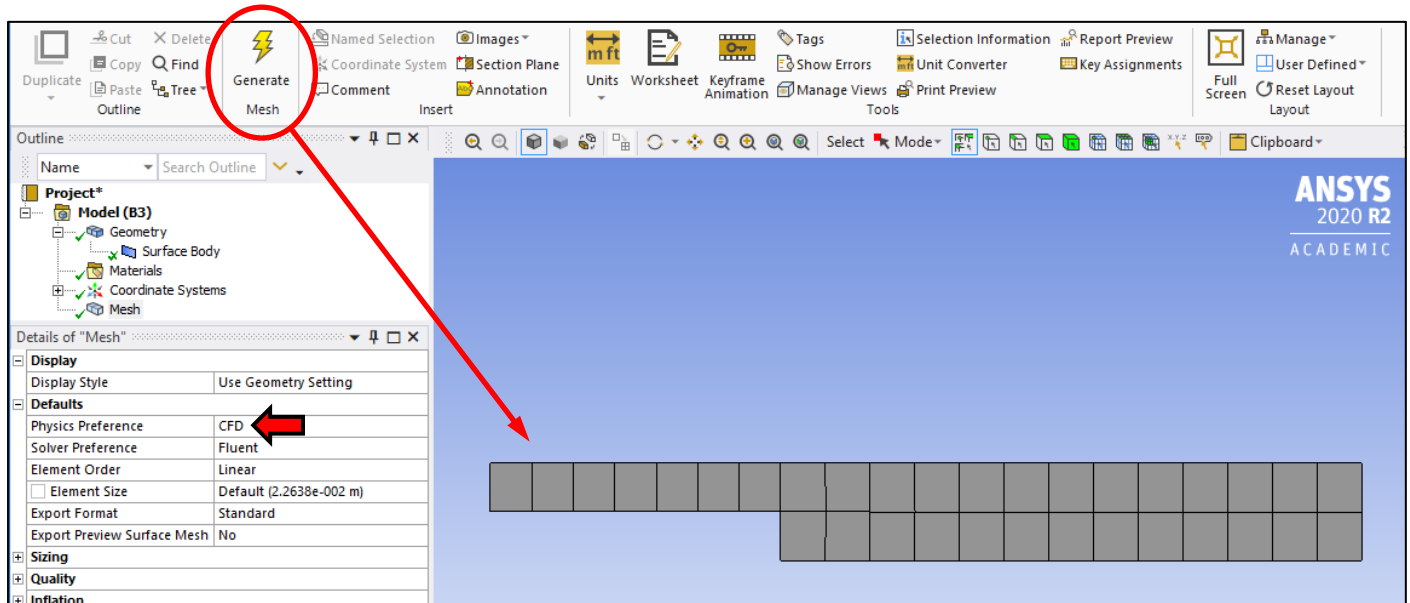 Duplicate
Cut
Delete
Copy
Find
Paste
Tree
Outline
Generate
Mesh
Named Selection
Coordinate System
Comment
Images
Section Plane
Annotation
Insert
m ft
Units
Worksheet
Keyframe
Animation
Tags
Show Errors
Manage Views
Selection Information
Unit Converter
Print Preview
Report Preview
Key Assignments
Tools
Full
Screen
Manage
User Defined
Reset Layout
Layout
Outline
Name
Search Outline
Select
Mode
Clipboard
Project*
Model (B3)
Geometry
Surface Body
Materials
Coordinate Systems
Mesh
Details of "Mesh"
Display
Display Style Use Geometry Setting
Defaults
Physics Preference CFD
Solver Preference Fluent
Element Order Linear
Element Size Default (2.2638e-002 m)
Export Format Standard
Export Preview Surface Mesh No
Sizing
Quality
Inflation
ANSYS
2020 R2
ACADEMIC